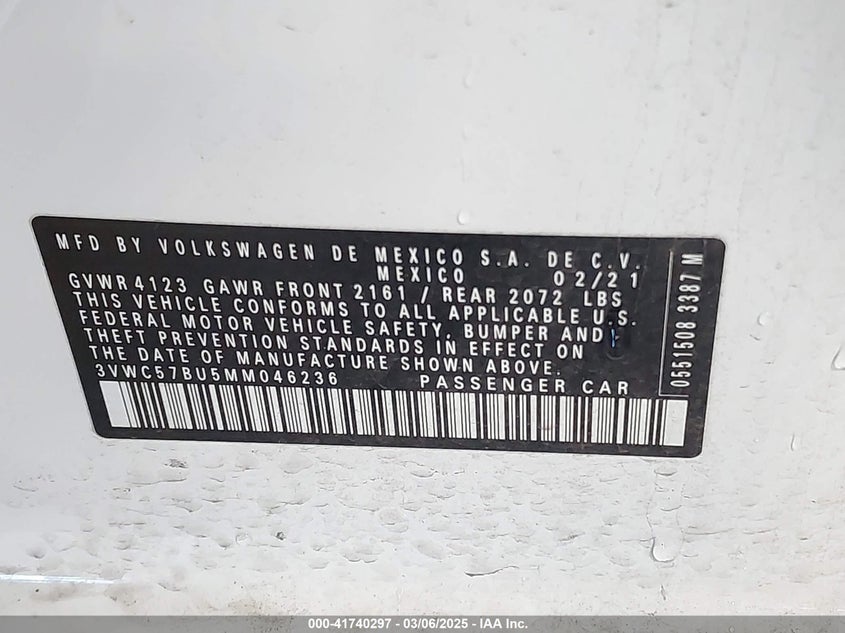 MFD BY VOLKSWAGEN DE MEXICO S.A. DE C.V.
MEXICO 02/21
GVWR 4123 GAWR FRONT 2161 / REAR 2072 LBS
THIS VEHICLE CONFORMS TO ALL APPLICABLE U.S.
FEDERAL MOTOR VEHICLE SAFETY, BUMPER AND
THEFT PREVENTION STANDARDS IN EFFECT ON
THE DATE OF MANUFACTURE SHOWN ABOVE.
3VWC57BU5MM046236 PASSENGER CAR
0551508 3387 M
000-41740297 - 03/06/2025 - IAA Inc.